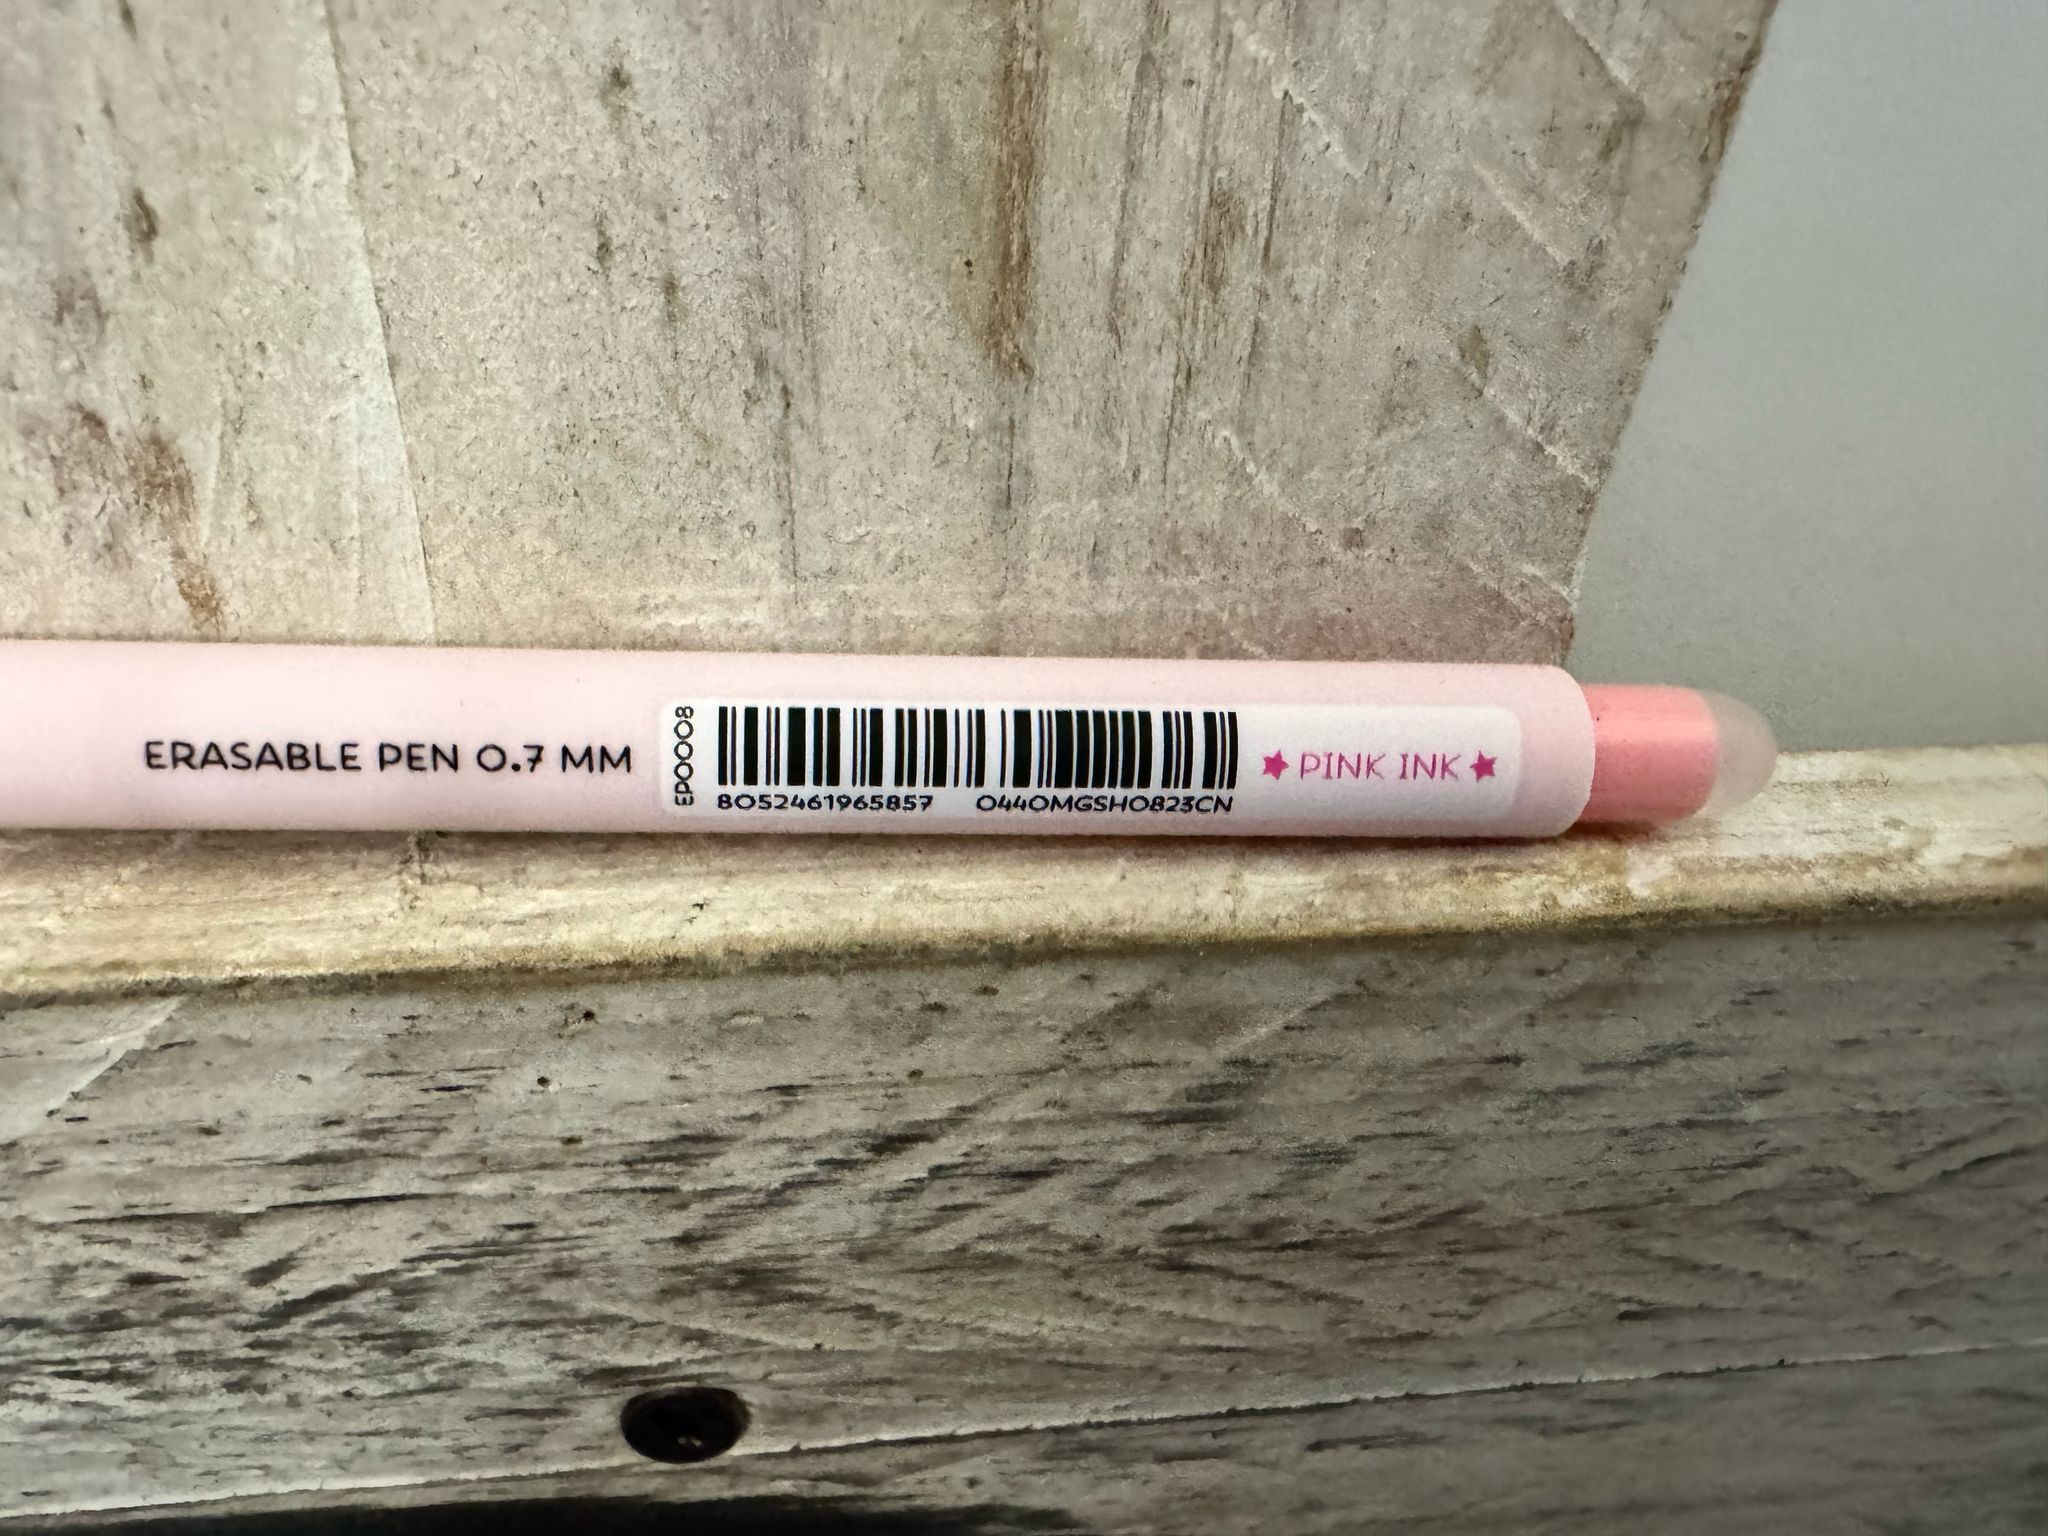 ERASABLE PEN 0.7 MM
EP0008
8052461965857 044OMGSH0823CN
PINK INK